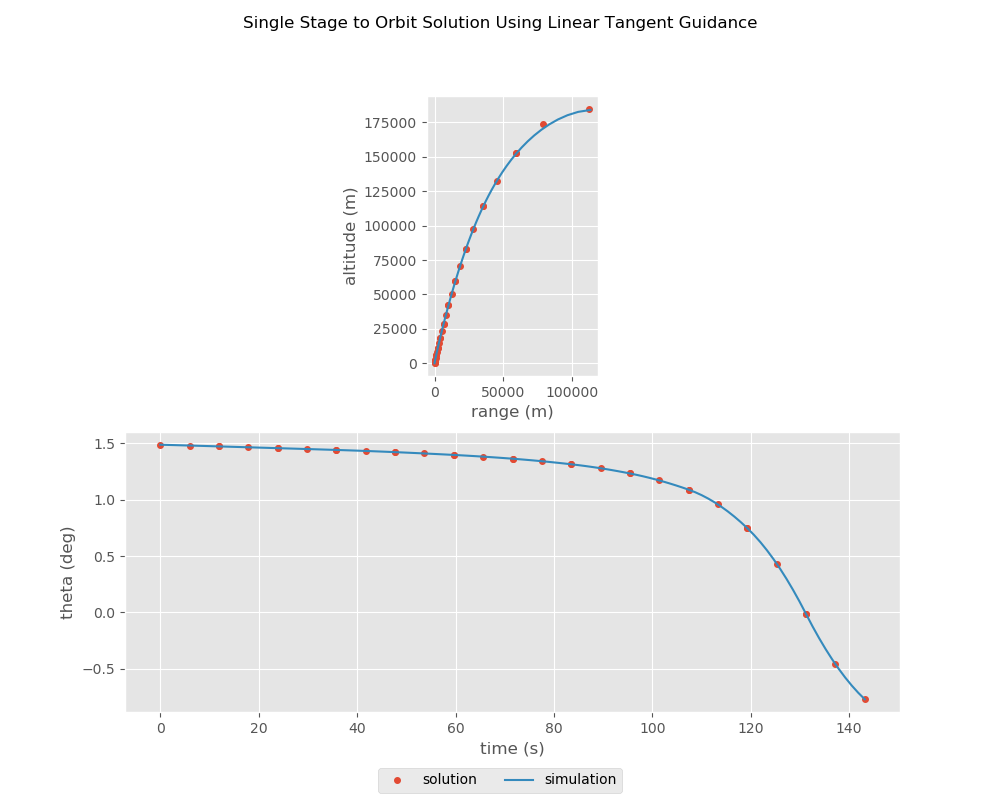 Single Stage to Orbit Solution Using Linear Tangent Guidance
175000
150000
125000
100000
75000
50000
25000
0
altitude (m)
0 50000 100000
range (m)
1.5
1.0
0.5
0.0
−0.5
theta (deg)
0 20 40 60 80 100 120 140
time (s)
solution simulation